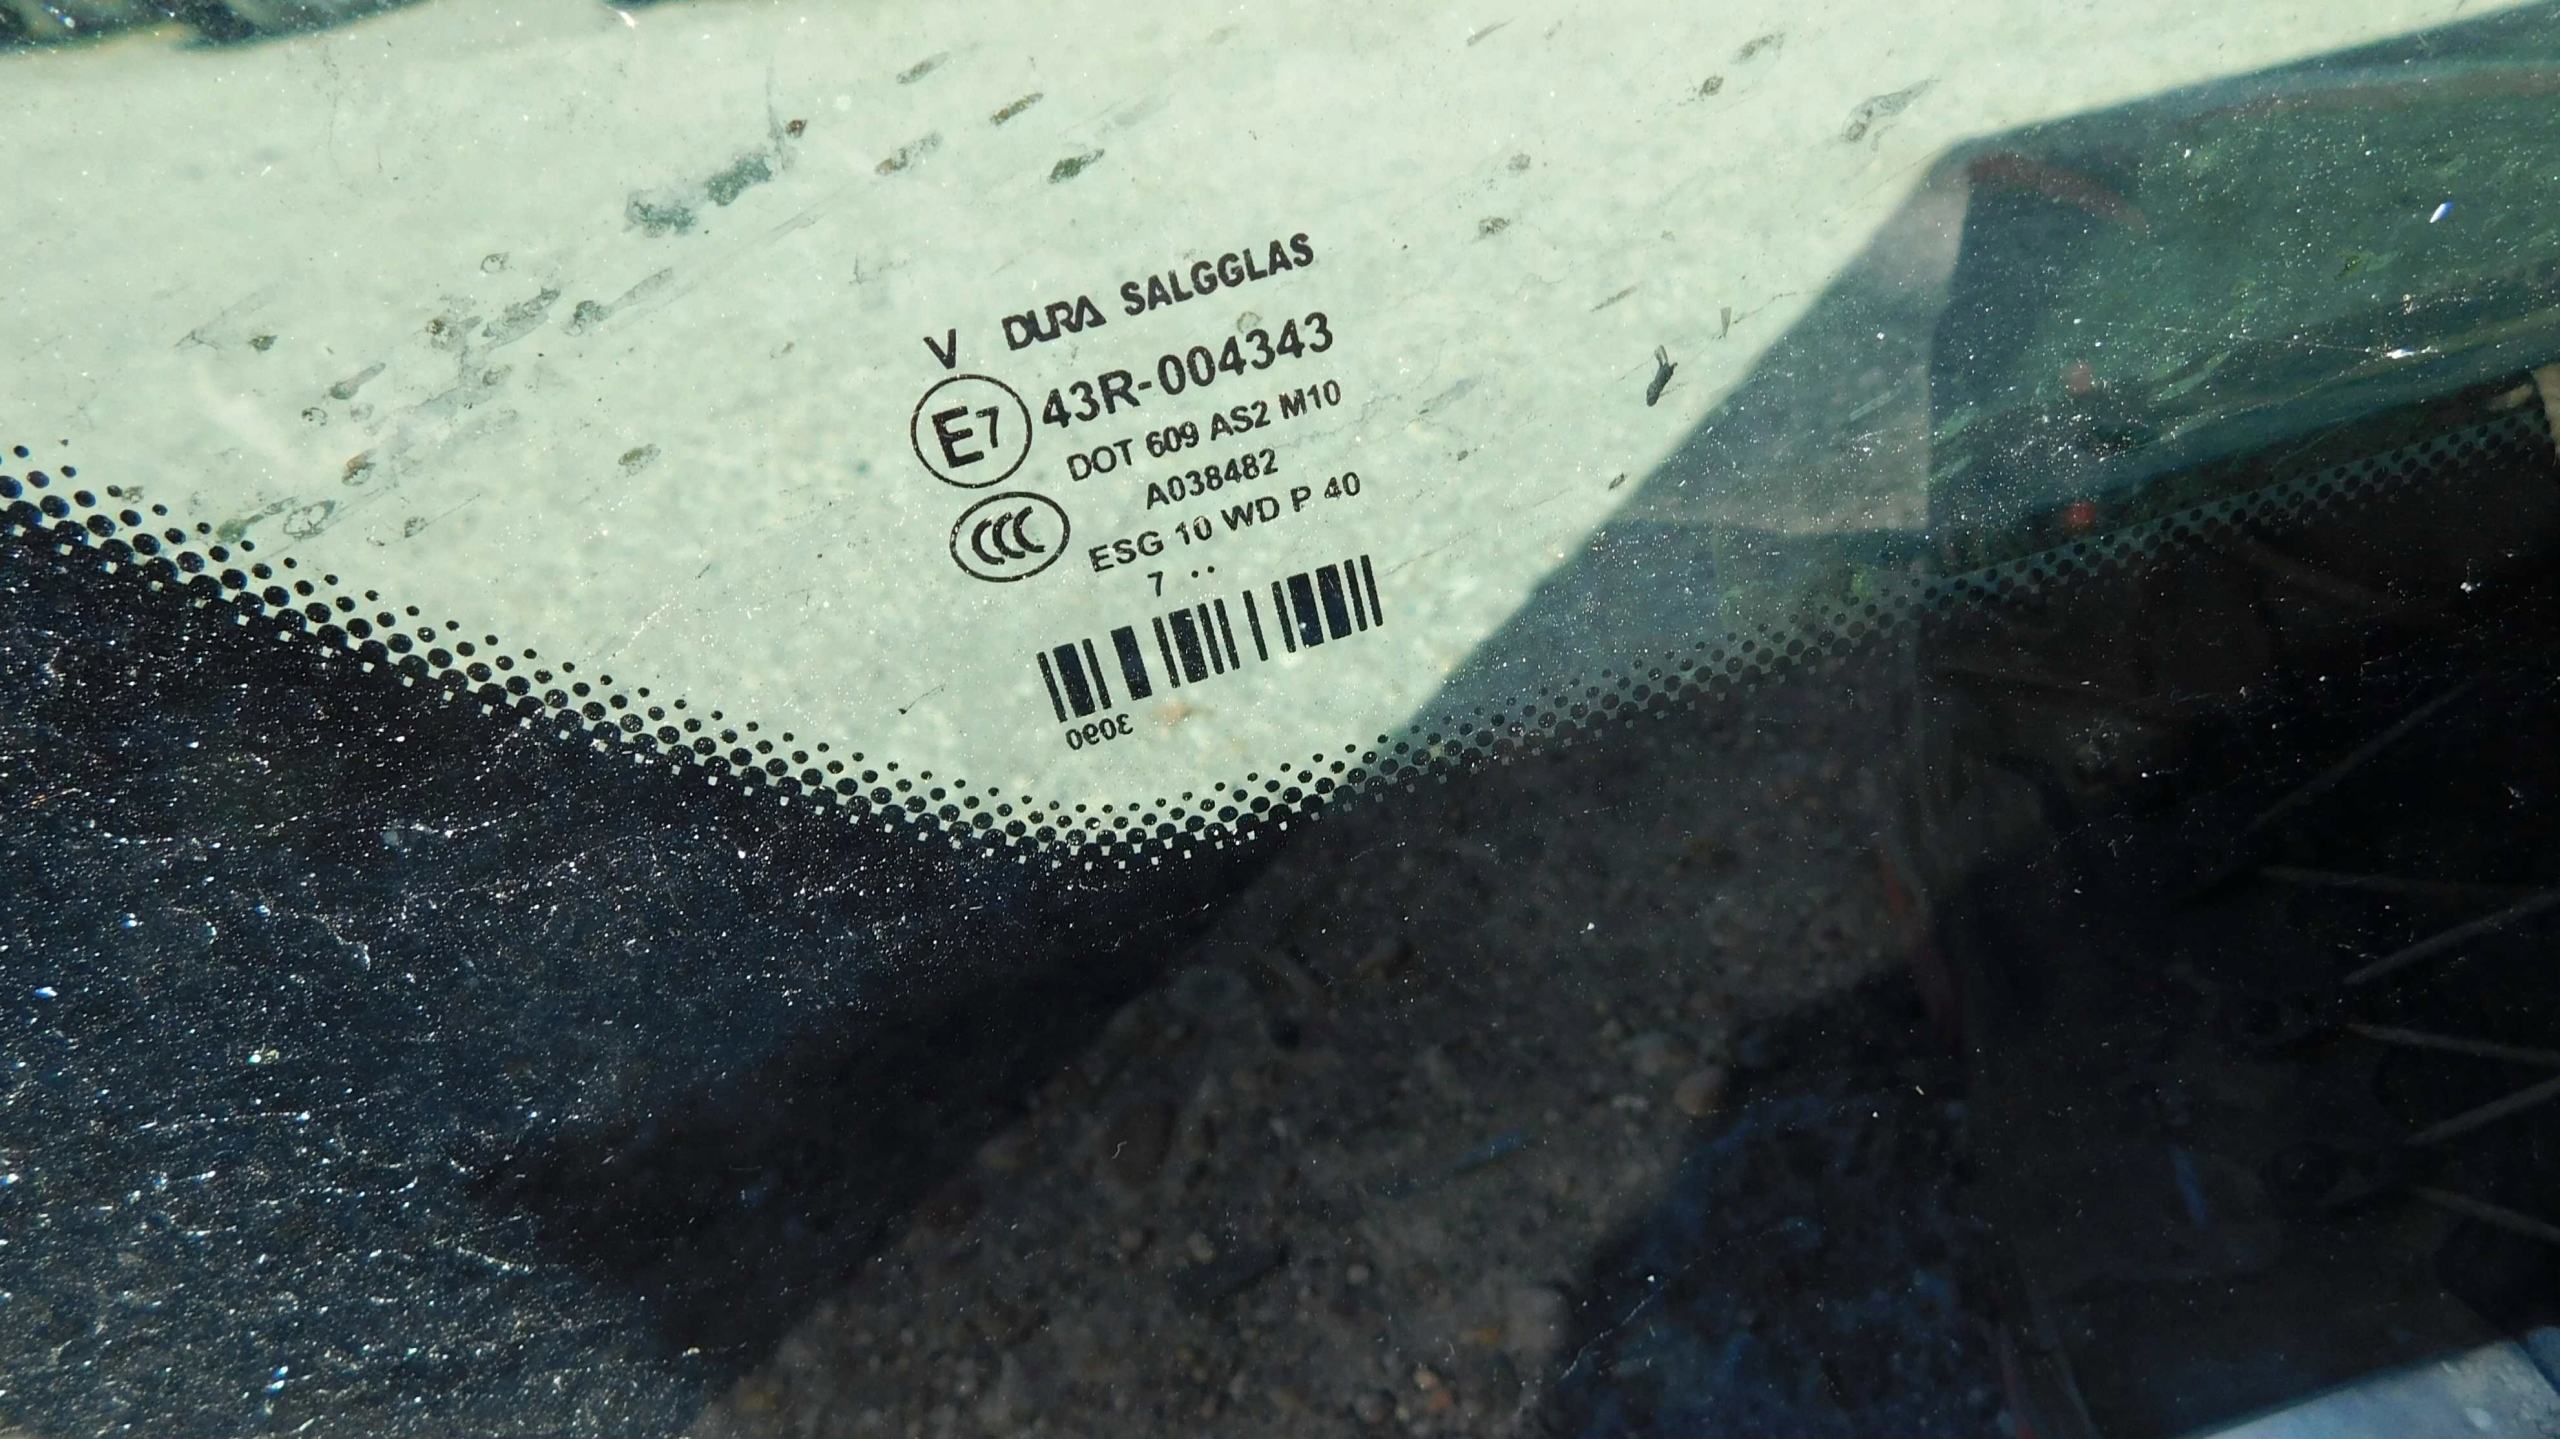 V DURA SALGGLAS
E7 43R-004343
DOT 609 AS2 M10
A038482
CCC ESG 10 WD P 40
7 ..
3090